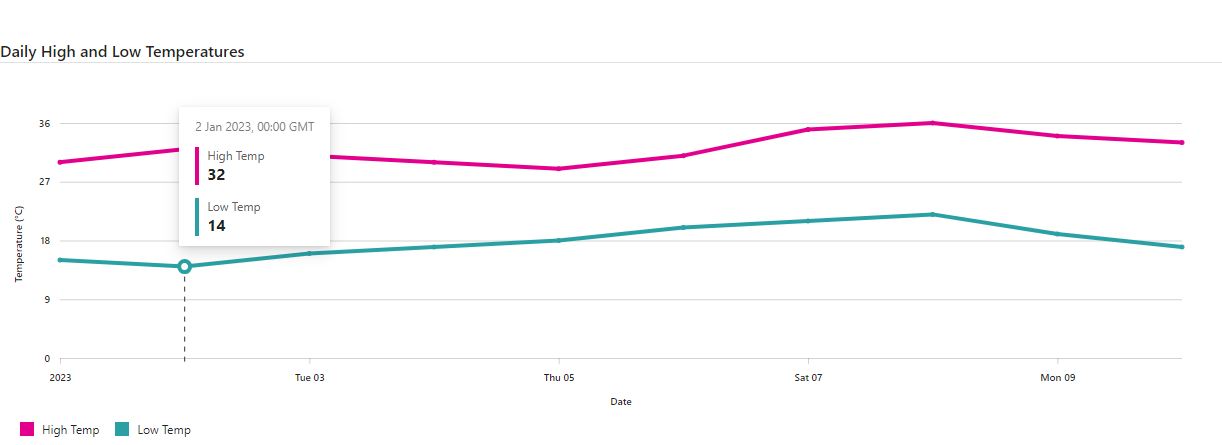 Daily High and Low Temperatures
2 Jan 2023, 00:00 GMT
High Temp
32
Low Temp
14
36
27
18
9
0
Temperature (°C)
2023
Tue 03
Thu 05
Sat 07
Mon 09
Date
High Temp
Low Temp